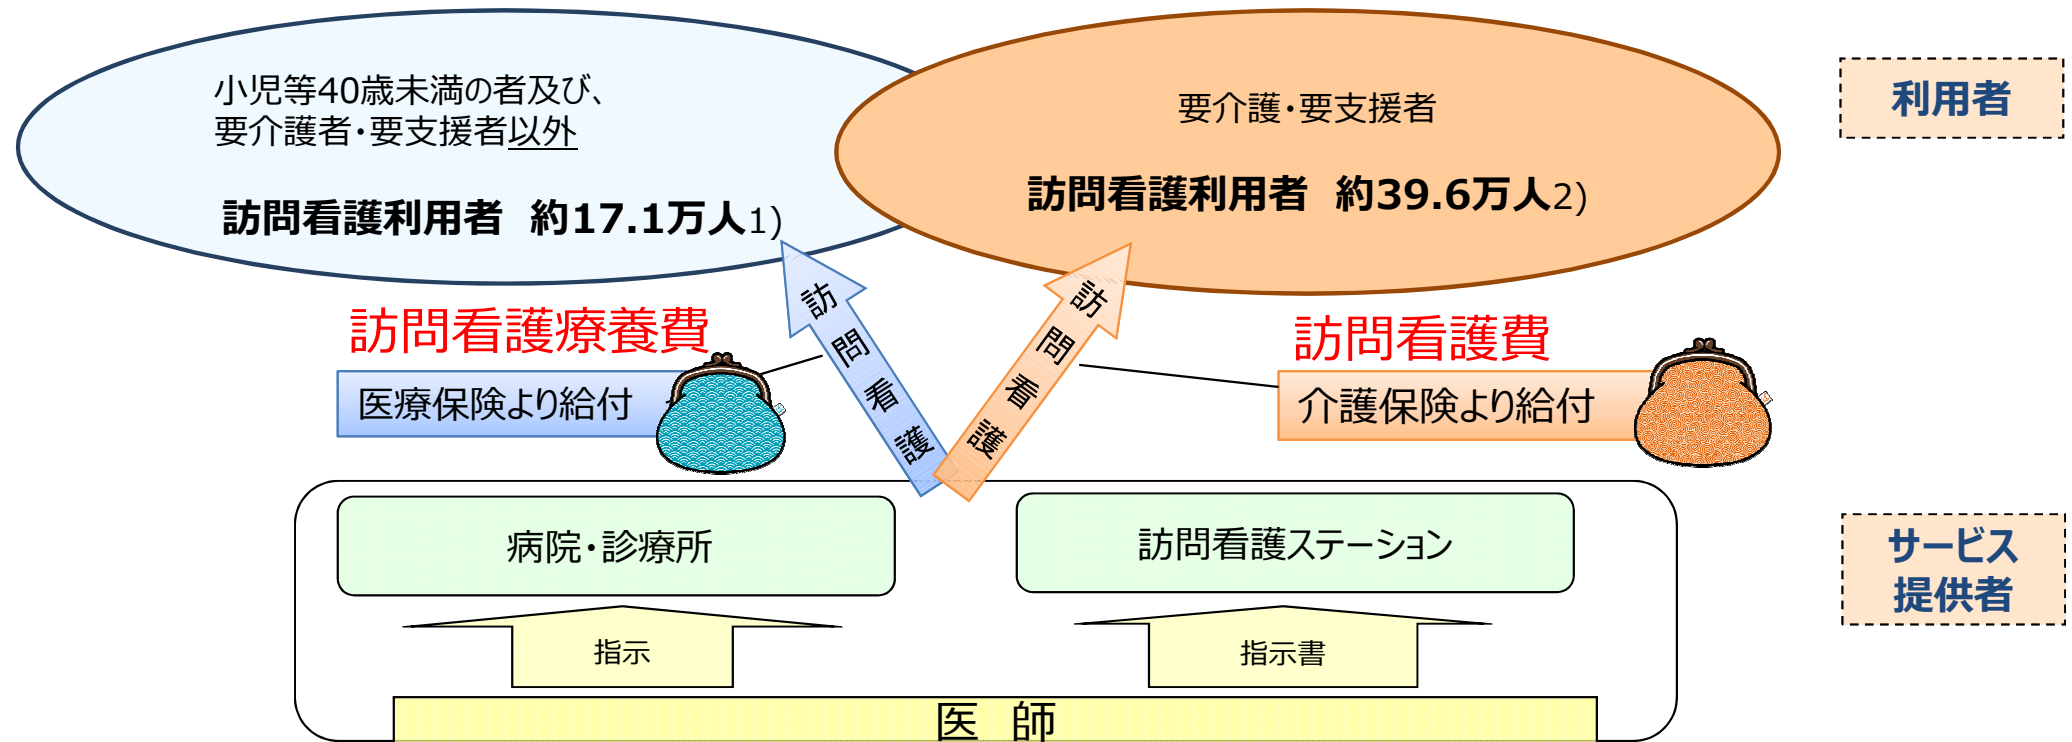 小児等40歳未満の者及び、
要介護者・要支援者以外
訪問看護利用者　約17.1万人1)
要介護・要支援者
訪問看護利用者　約39.6万人2)
利用者
訪問看護療養費
医療保険より給付
訪問看護
訪問看護
訪問看護費
介護保険より給付
病院・診療所
訪問看護ステーション
サービス
提供者
指示
指示書
医　師